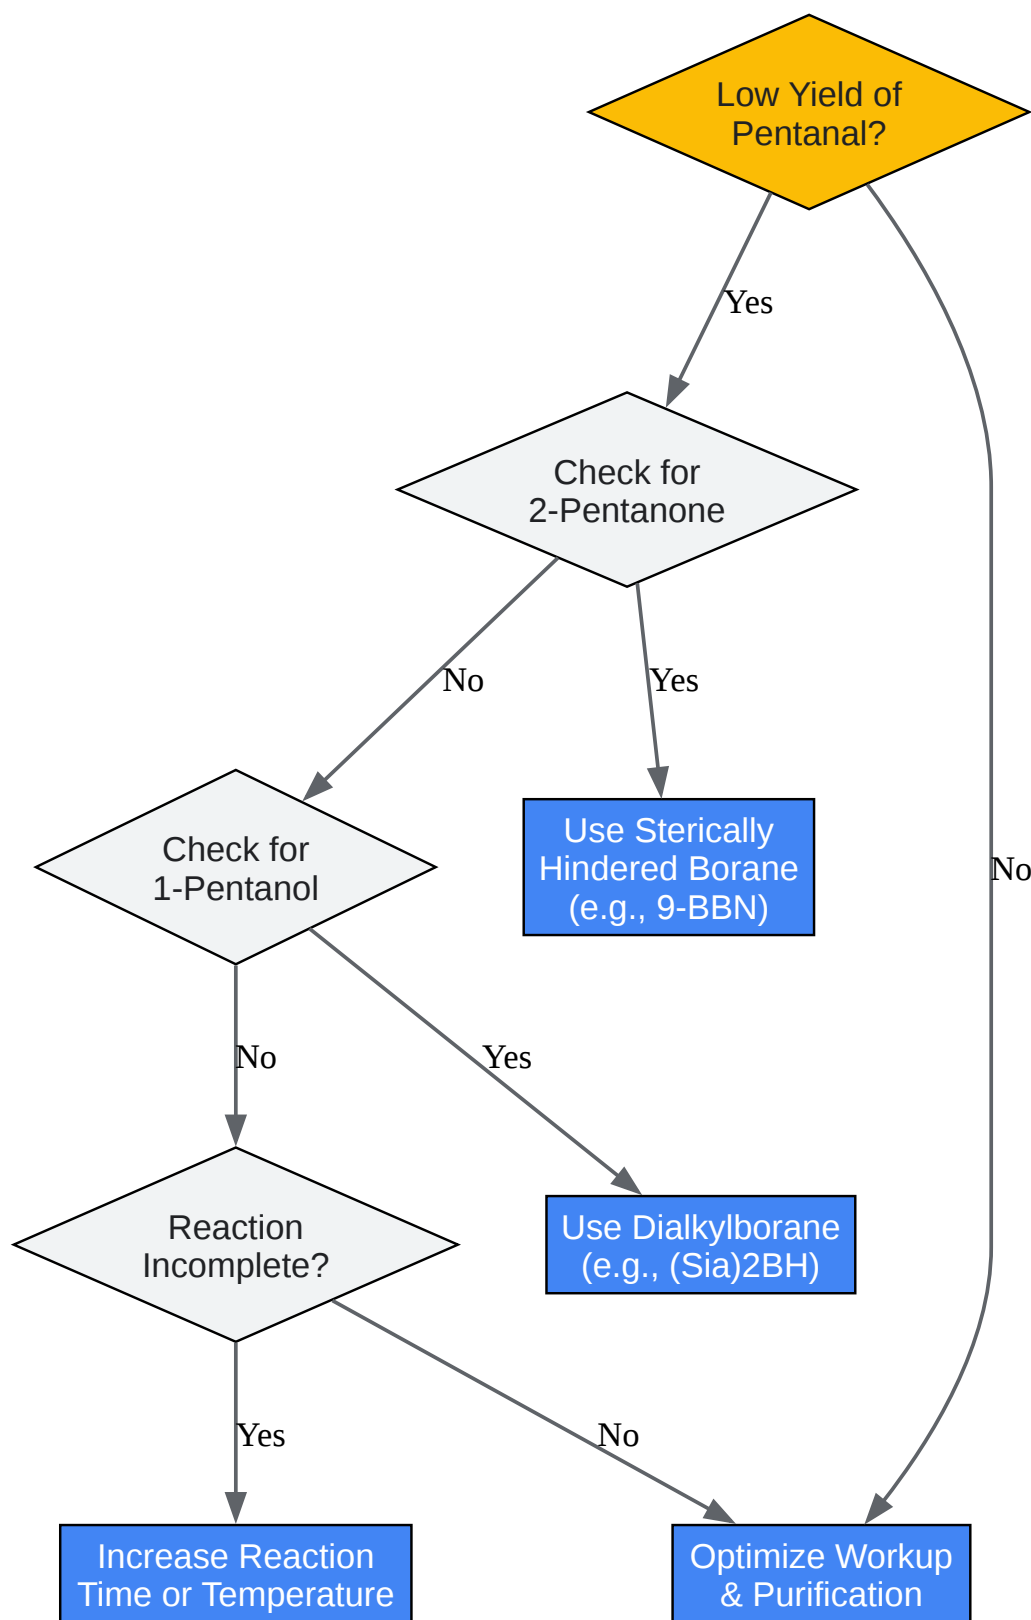 Low Yield of
Pentanal?
Yes
Check for
2-Pentanone
No
Yes
Check for
1-Pentanol
Use Sterically
Hindered Borane
(e.g., 9-BBN)
No
No
Yes
Reaction
Incomplete?
Use Dialkylborane
(e.g., (Sia)2BH)
Yes
No
Increase Reaction
Time or Temperature
Optimize Workup
& Purification